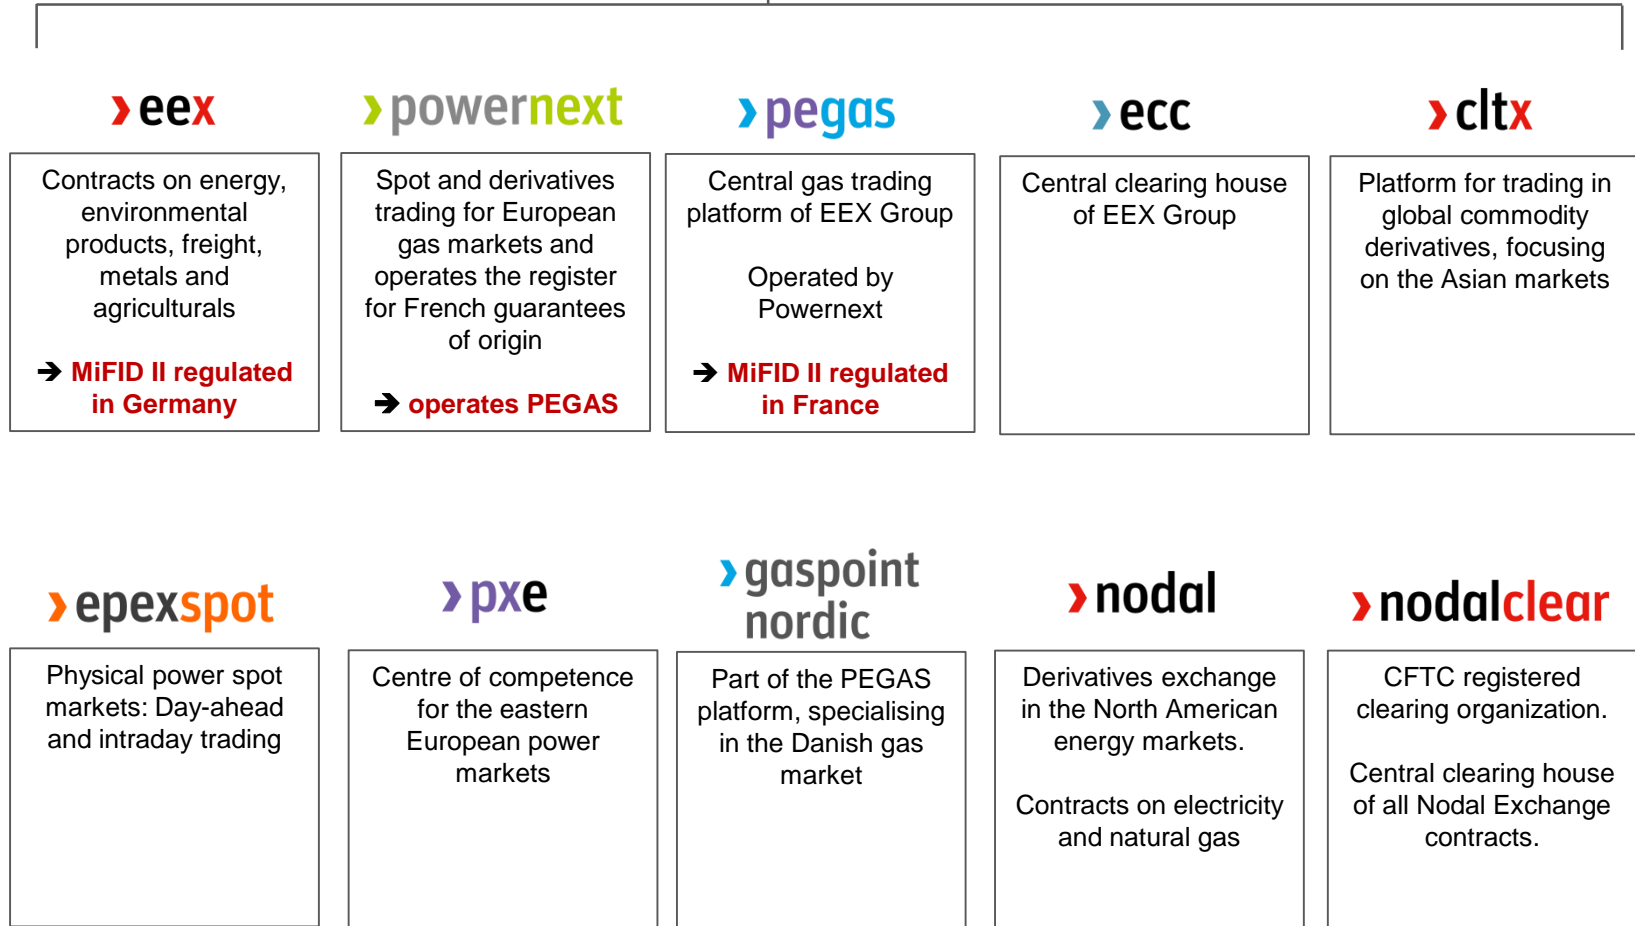 eex
Contracts on energy,
environmental
products, freight,
metals and
agriculturals
➔ MiFID II regulated
in Germany
powernext
Spot and derivatives
trading for European
gas markets and
operates the register
for French guarantees
of origin
➔ operates PEGAS
pegas
Central gas trading
platform of EEX Group
Operated by
Powernext
➔ MiFID II regulated
in France
ecc
Central clearing house
of EEX Group
cltx
Platform for trading in
global commodity
derivatives, focusing
on the Asian markets
epexspot
Physical power spot
markets: Day-ahead
and intraday trading
pxe
Centre of competence
for the eastern
European power
markets
gaspoint
nordic
Part of the PEGAS
platform, specialising
in the Danish gas
market
nodal
Derivatives exchange
in the North American
energy markets.
Contracts on electricity
and natural gas
nodalclear
CFTC registered
clearing organization.
Central clearing house
of all Nodal Exchange
contracts.